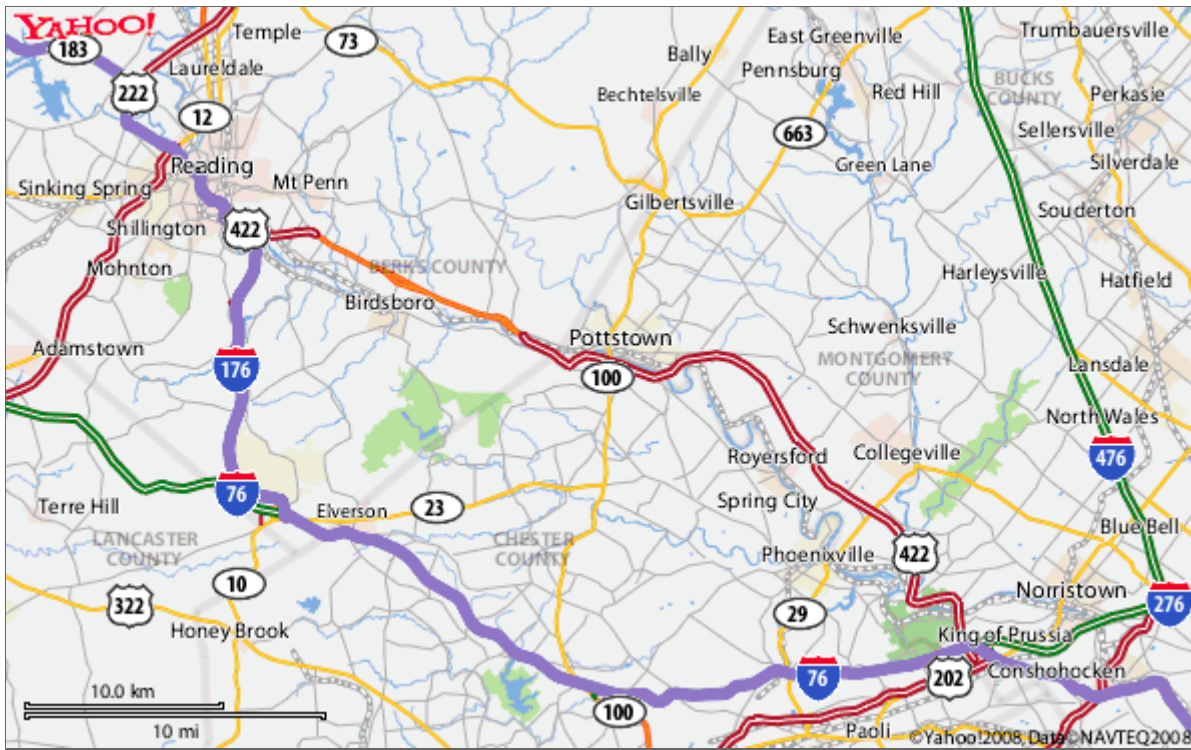 YAHOO!
183
Temple
73
East Greenville
Trumbauersville
Laureldale
Bally
Pennsburg
BUCKS
COUNTY
222
Bechtelsville
Red Hill
Perkasie
12
663
Sellersville
Reading
Green Lane
Silverdale
Sinking Spring
Mt Penn
Gilbertsville
Souderton
Shillington
422
Mohnton
BERKS COUNTY
Harleysville
Hatfield
Birdsboro
Schwenksville
Adamstown
Pottstown
MONTGOMERY
COUNTY
Lansdale
176
100
North Wales
Royersford
Collegeville
476
76
Terre Hill
Elverson
23
Spring City
Blue Bell
LANCASTER
COUNTY
CHESTER
COUNTY
Phoenixville
422
10
Norristown
322
29
276
Honey Brook
King of Prussia
76
202
Conshohocken
10.0 km
100
10 mi
Paoli
©Yahoo!2008, Data©NAVTEQ2008